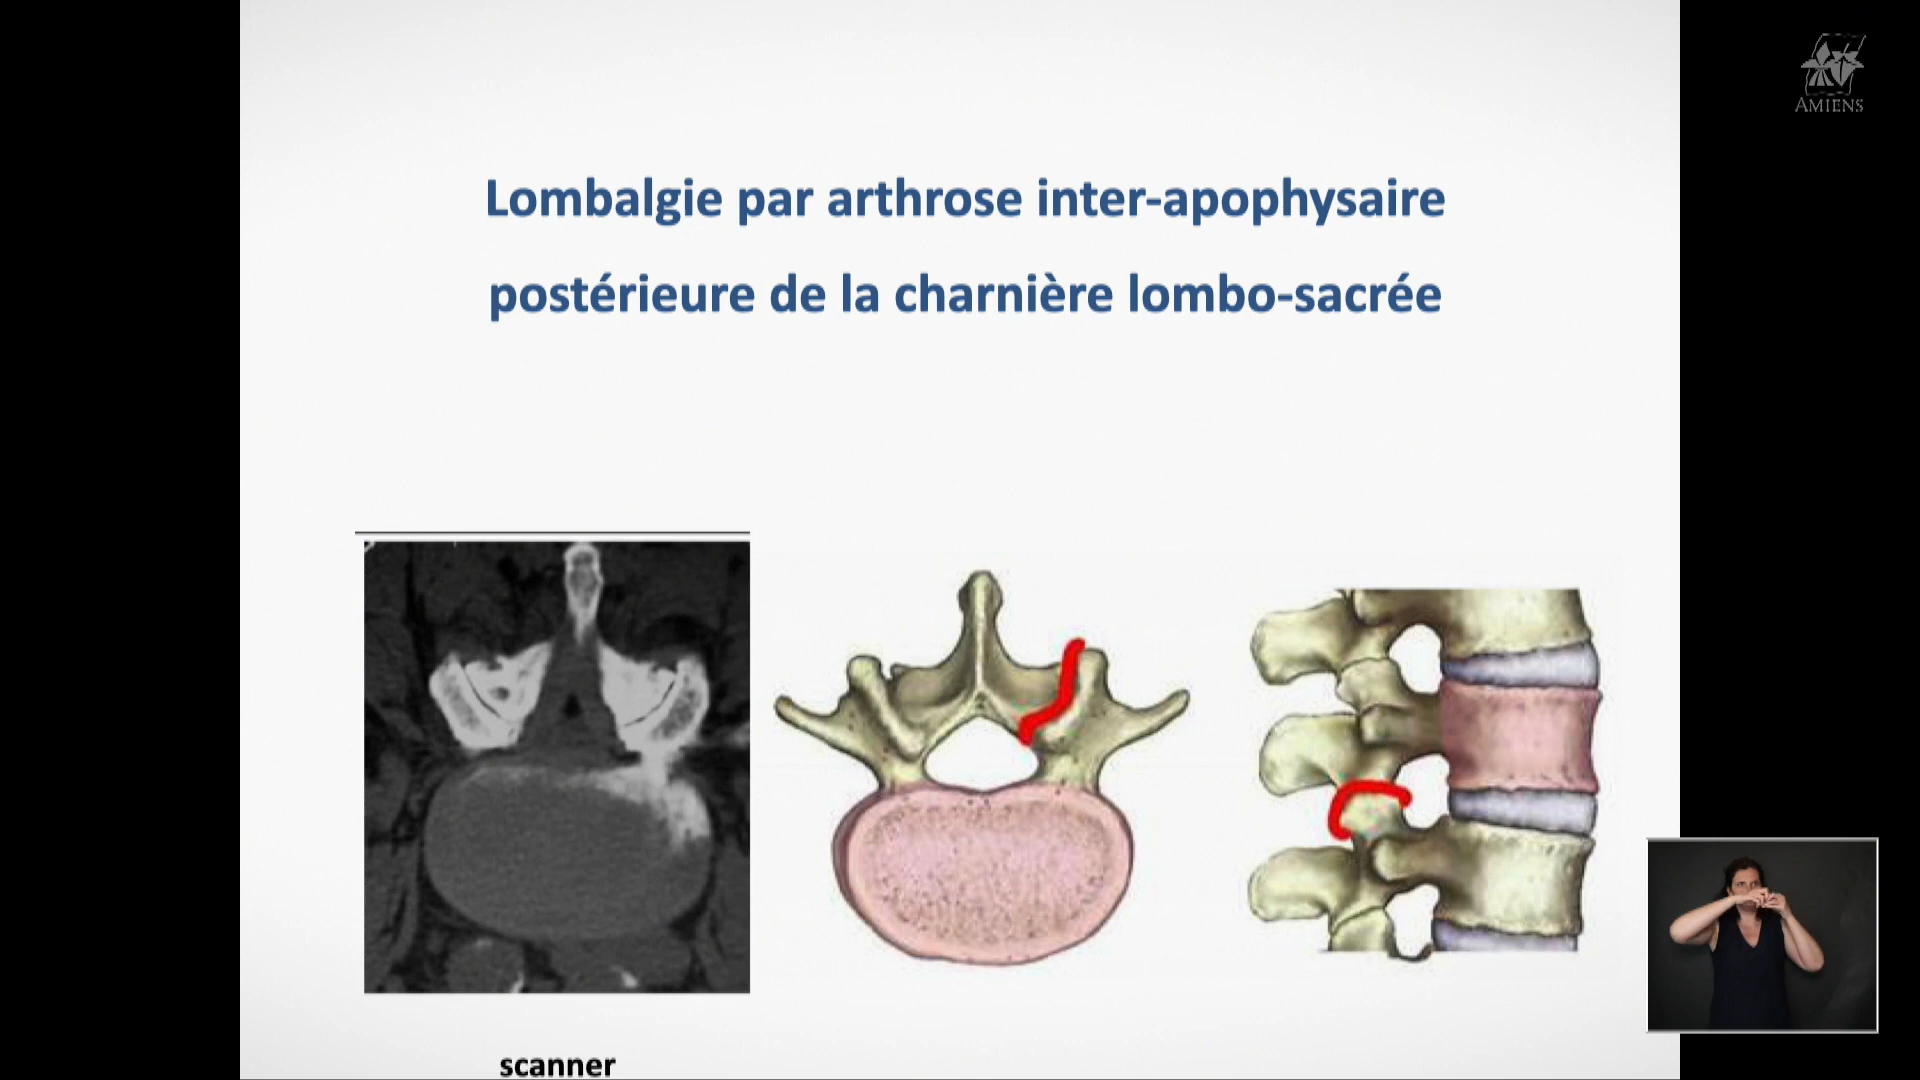 AMIENS
Lombalgie par arthrose inter-apophysaire
postérieure de la charnière lombo-sacrée
scanner